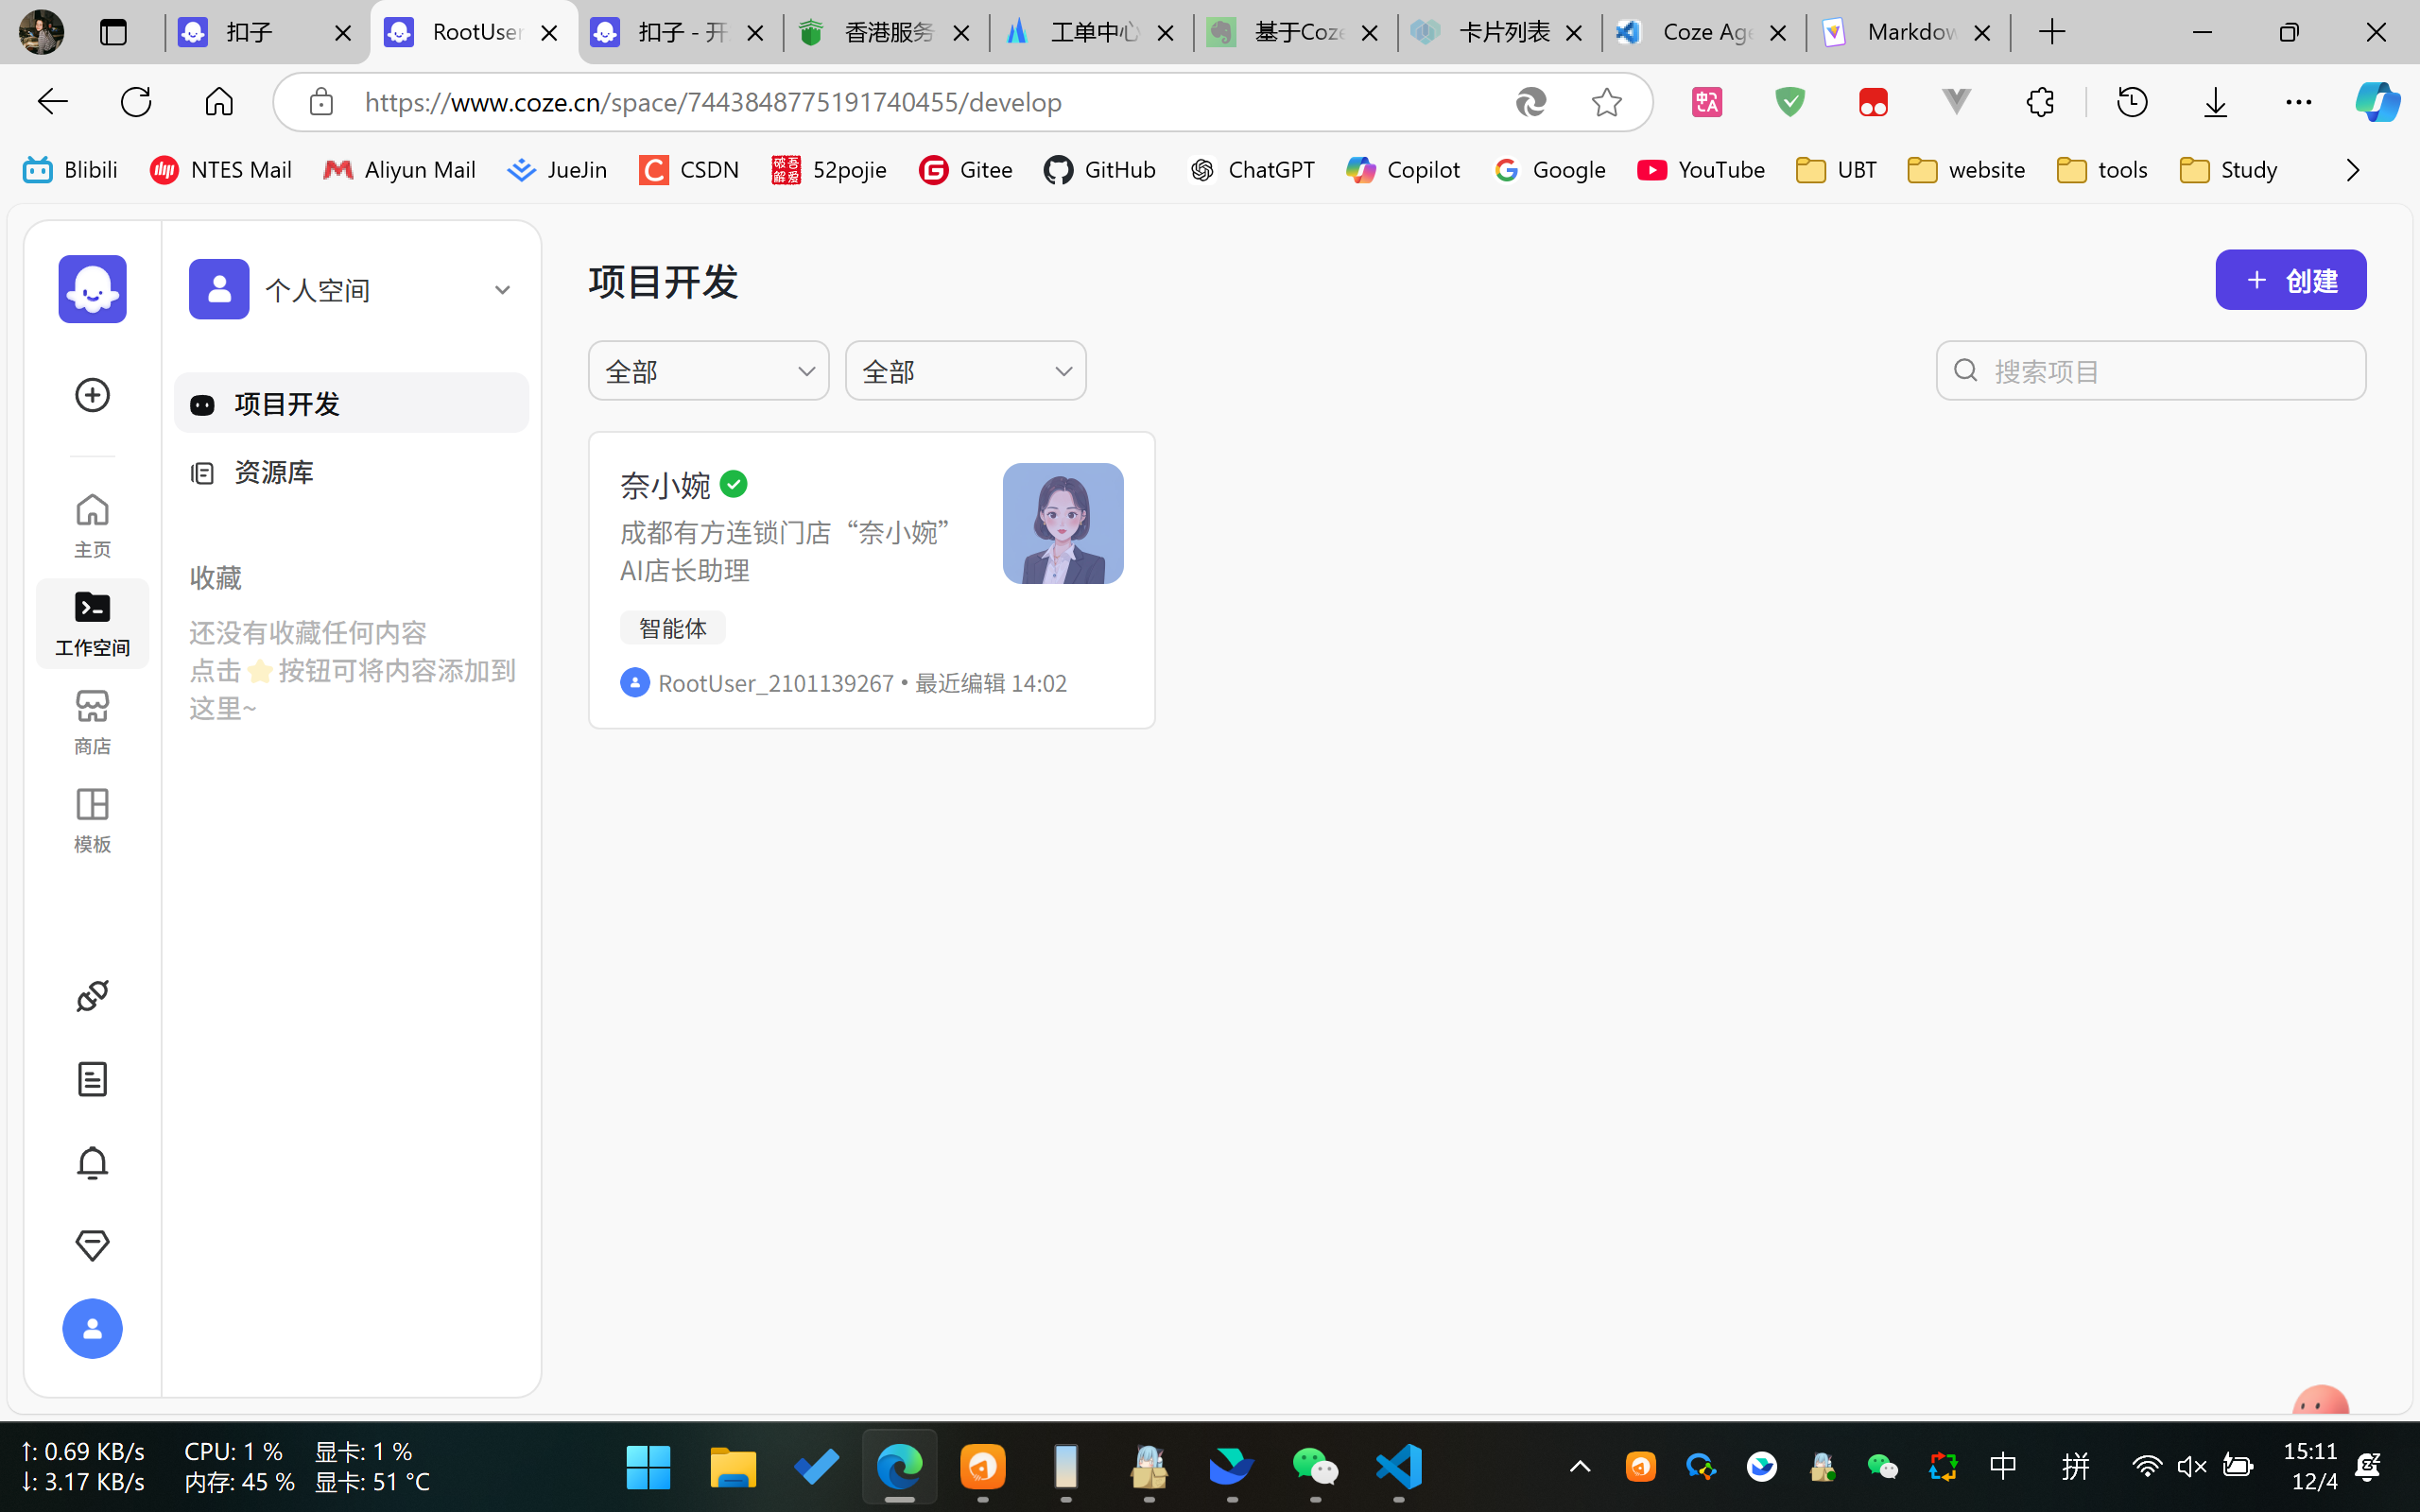 扣子
RootUser
扣子 - 开
香港服务
工单中心
基于Coze
卡片列表
Coze Age
Markdow
https://www.coze.cn/space/7443848775191740455/develop
Blibili
NTES Mail
Aliyun Mail
JueJin
CSDN
52pojie
Gitee
GitHub
ChatGPT
Copilot
Google
YouTube
UBT
website
tools
Study
个人空间
项目开发
资源库
收藏
还没有收藏任何内容
点击⭐按钮可将内容添加到
这里~
主页
工作空间
商店
模板
项目开发
创建
全部
全部
搜索项目
奈小婉
成都有方连锁门店“奈小婉”
AI店长助理
智能体
RootUser_2101139267 • 最近编辑 14:02
↑: 0.69 KB/s
CPU: 1 %
显卡: 1 %
↓: 3.17 KB/s
内存: 45 %
显卡: 51 °C
中
拼
15:11
12/4